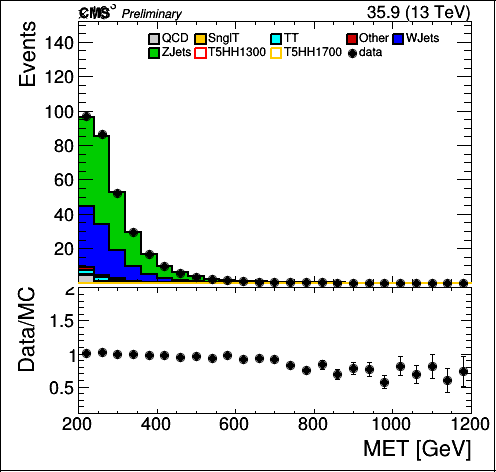 CMS Preliminary 35.9 (13 TeV)
QCD SnglT TT Other WJets
ZJets T5HH1300 T5HH1700 data
Events
140
120
100
80
60
40
20
Data/MC
2
1.5
1
0.5
200 400 600 800 1000 1200
MET [GeV]